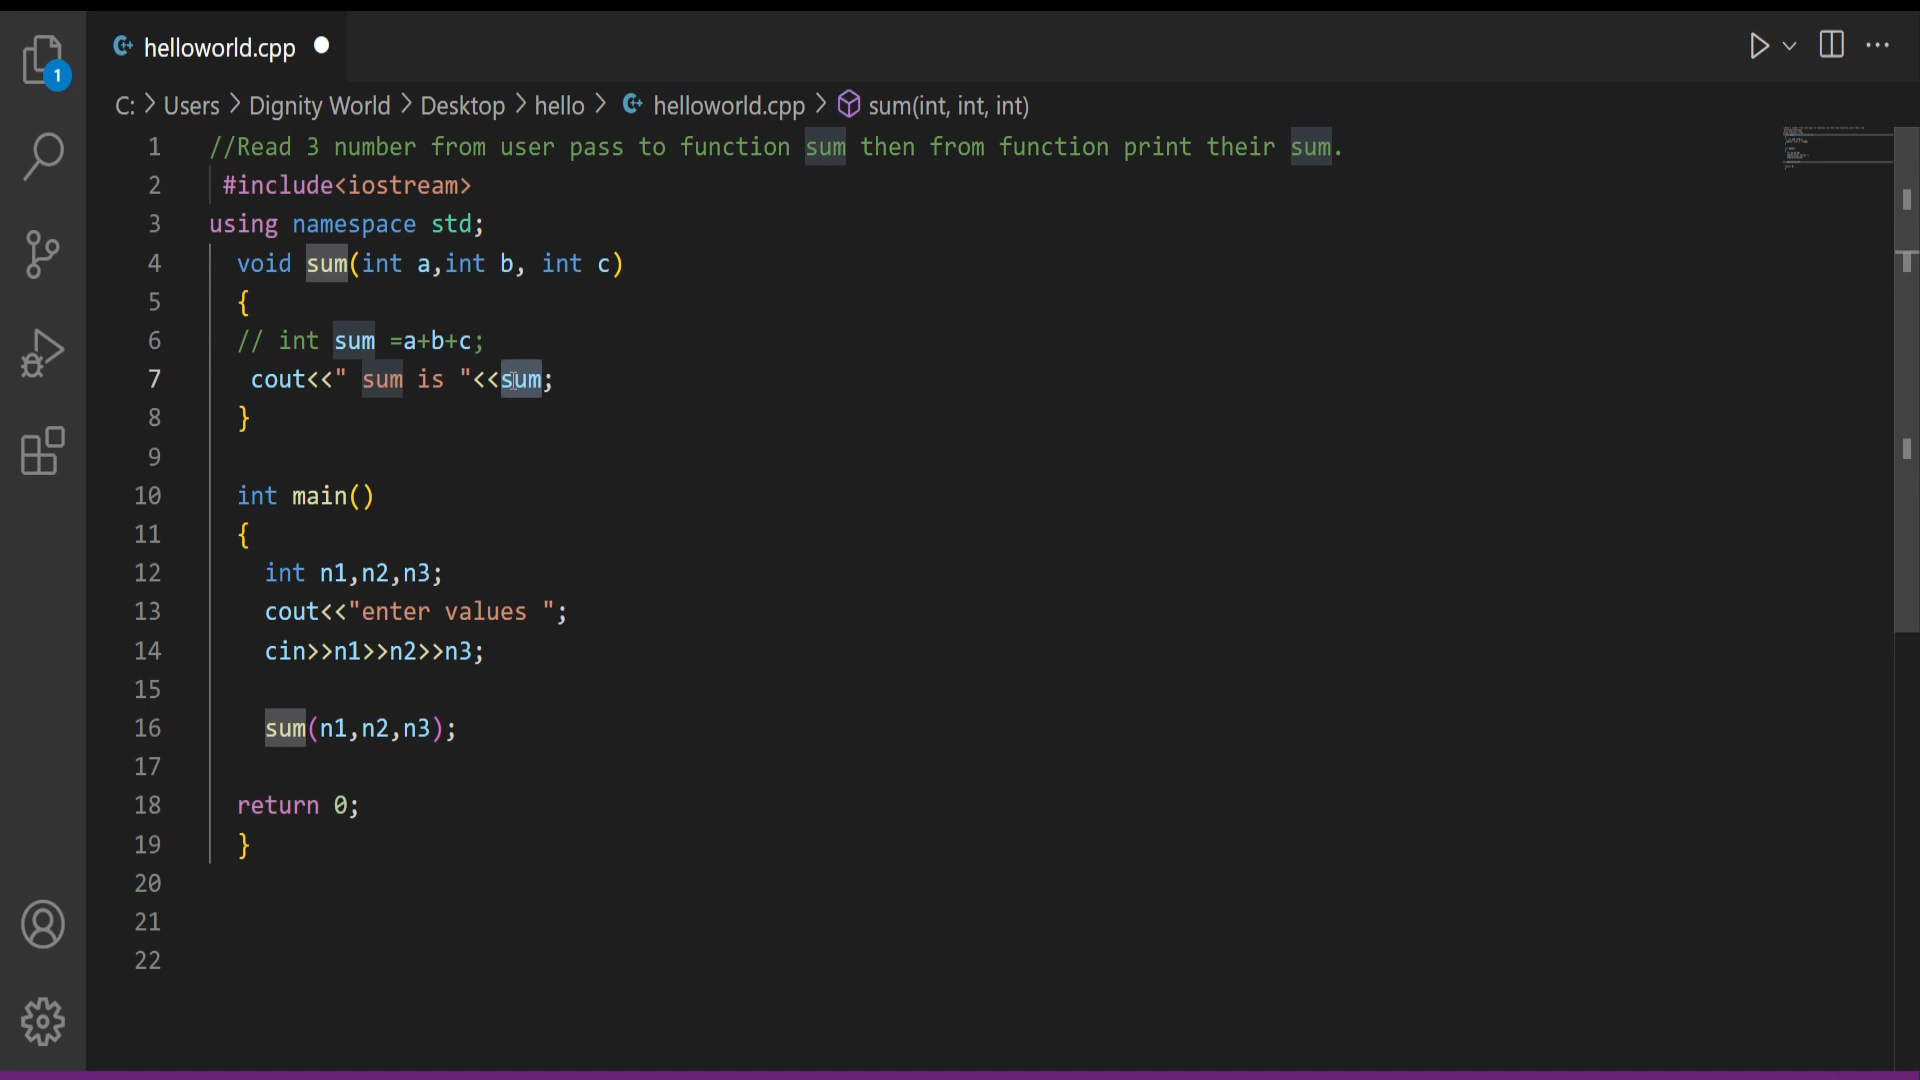 helloworld.cpp
1
C: > Users > Dignity World > Desktop > hello > helloworld.cpp > sum(int, int, int)
1 //Read 3 number from user pass to function sum then from function print their sum.
2 #include<iostream>
3 using namespace std;
4 void sum(int a,int b, int c)
5 {
6 // int sum =a+b+c;
7 cout<<" sum is "<<sum;
8 }
9
10 int main()
11 {
12 int n1,n2,n3;
13 cout<<"enter values ";
14 cin>>n1>>n2>>n3;
15
16 sum(n1,n2,n3);
17
18 return 0;
19 }
20
21
22